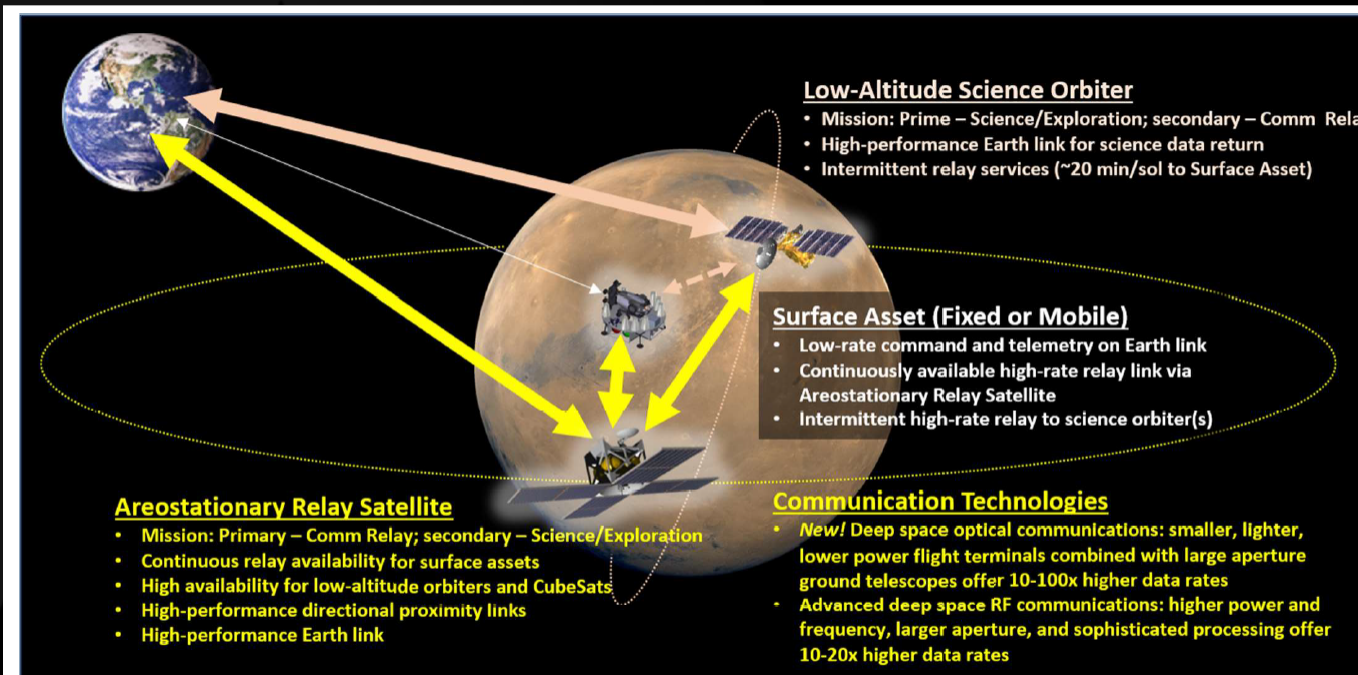 Low-Altitude Science Orbiter
• Mission: Prime – Science/Exploration; secondary – Comm Rela
• High-performance Earth link for science data return
• Intermittent relay services (~20 min/sol to Surface Asset)
Surface Asset (Fixed or Mobile)
• Low-rate command and telemetry on Earth link
• Continuously available high-rate relay link via
Areostationary Relay Satellite
• Intermittent high-rate relay to science orbiter(s)
Areostationary Relay Satellite
• Mission: Primary – Comm Relay; secondary – Science/Exploration
• Continuous relay availability for surface assets
• High availability for low-altitude orbiters and CubeSats
• High-performance directional proximity links
• High-performance Earth link
Communication Technologies
• New! Deep space optical communications: smaller, lighter,
lower power flight terminals combined with large aperture
ground telescopes offer 10-100x higher data rates
• Advanced deep space RF communications: higher power and
frequency, larger aperture, and sophisticated processing offer
10-20x higher data rates